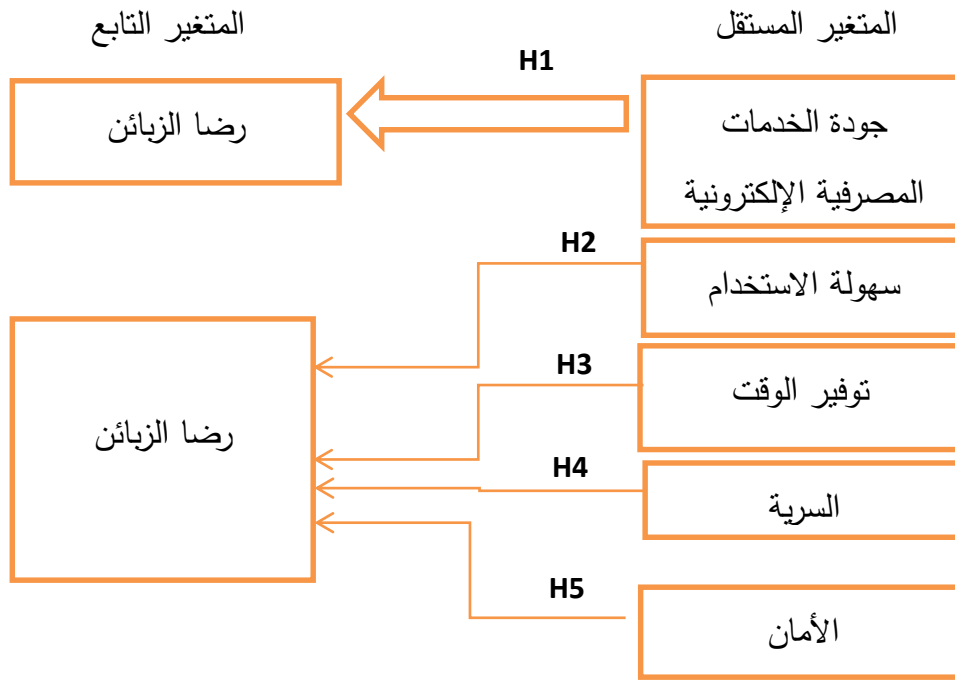 المتغير المستقل
المتغير التابع
H1
جودة الخدمات
المصرفية الإلكترونية
رضا الزبائن
H2
سهولة الاستخدام
H3
توفير الوقت
رضا الزبائن
H4
السرية
H5
الأمان